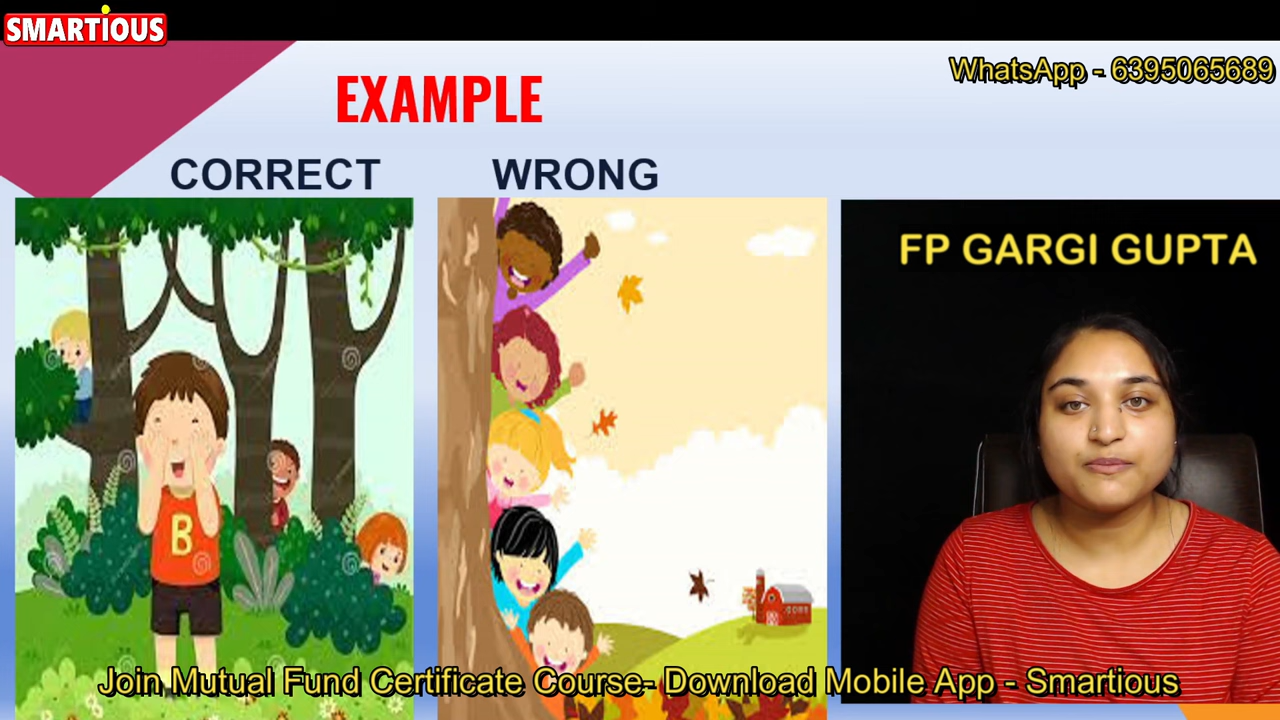 SMARTIOUS
WhatsApp - 6395065689
EXAMPLE
CORRECT
WRONG
FP GARGI GUPTA
B
Join Mutual Fund Certificate Course- Download Mobile App - Smartious